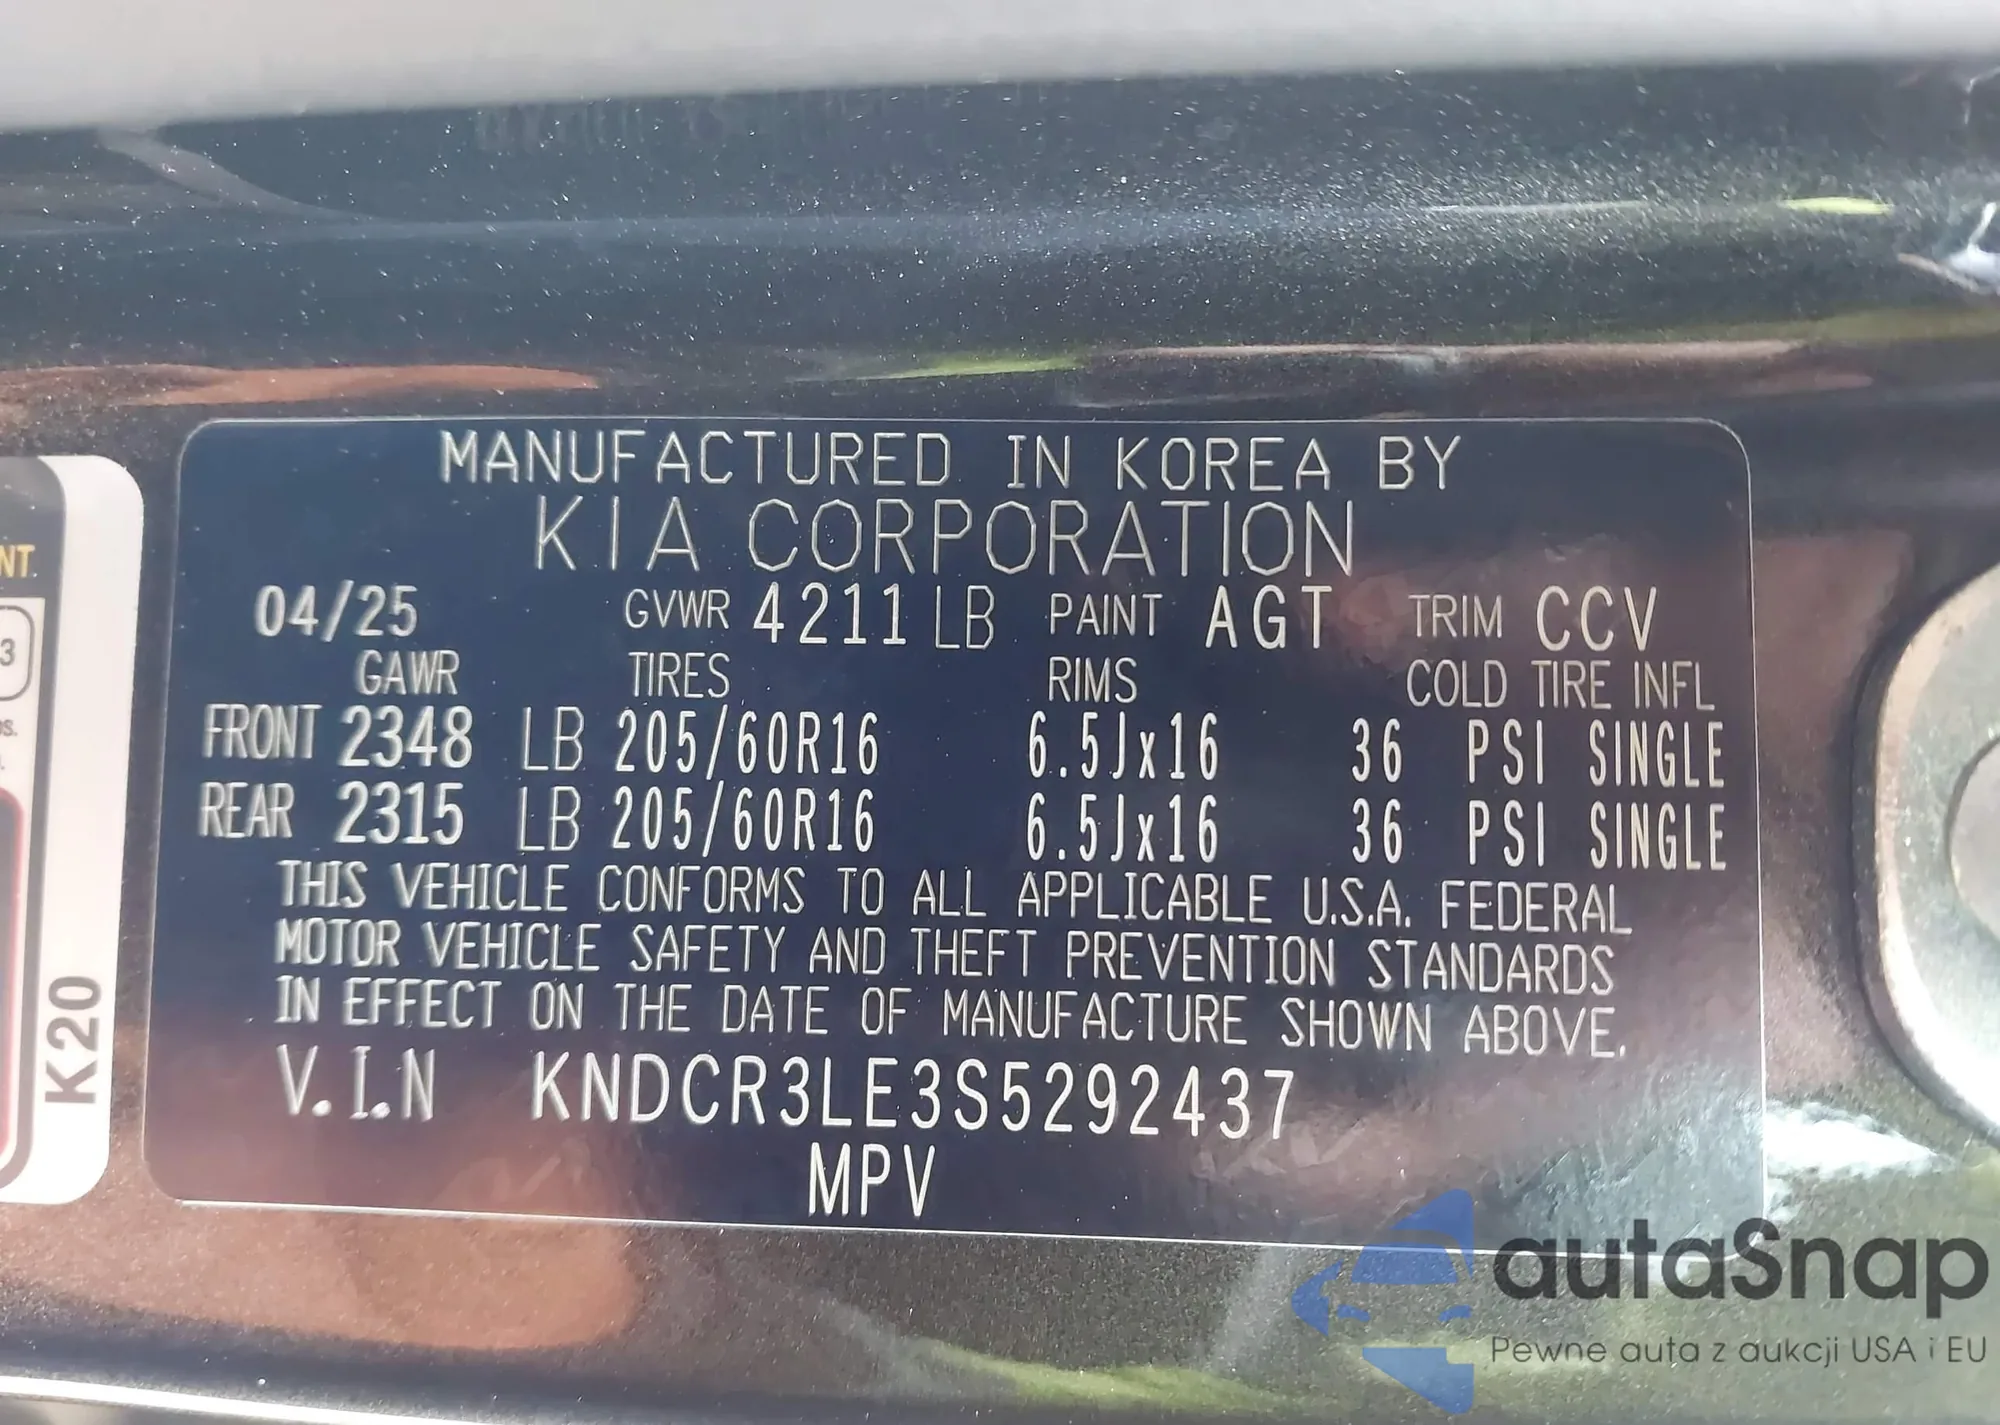 MANUFACTURED IN KOREA BY
KIA CORPORATION
04/25 GVWR 4211 LB PAINT AGT TRIM CCV
GAWR TIRES RIMS COLD TIRE INFL
FRONT 2348 LB 205/60R16 6.5Jx16 36 PSI SINGLE
REAR 2315 LB 205/60R16 6.5Jx16 36 PSI SINGLE
THIS VEHICLE CONFORMS TO ALL APPLICABLE U.S.A. FEDERAL
MOTOR VEHICLE SAFETY AND THEFT PREVENTION STANDARDS
IN EFFECT ON THE DATE OF MANUFACTURE SHOWN ABOVE.
V.I.N KNDCR3LE3S5292437
MPV
NT
3
K20
autaSnap
Pewne auta z aukcji USA i EU